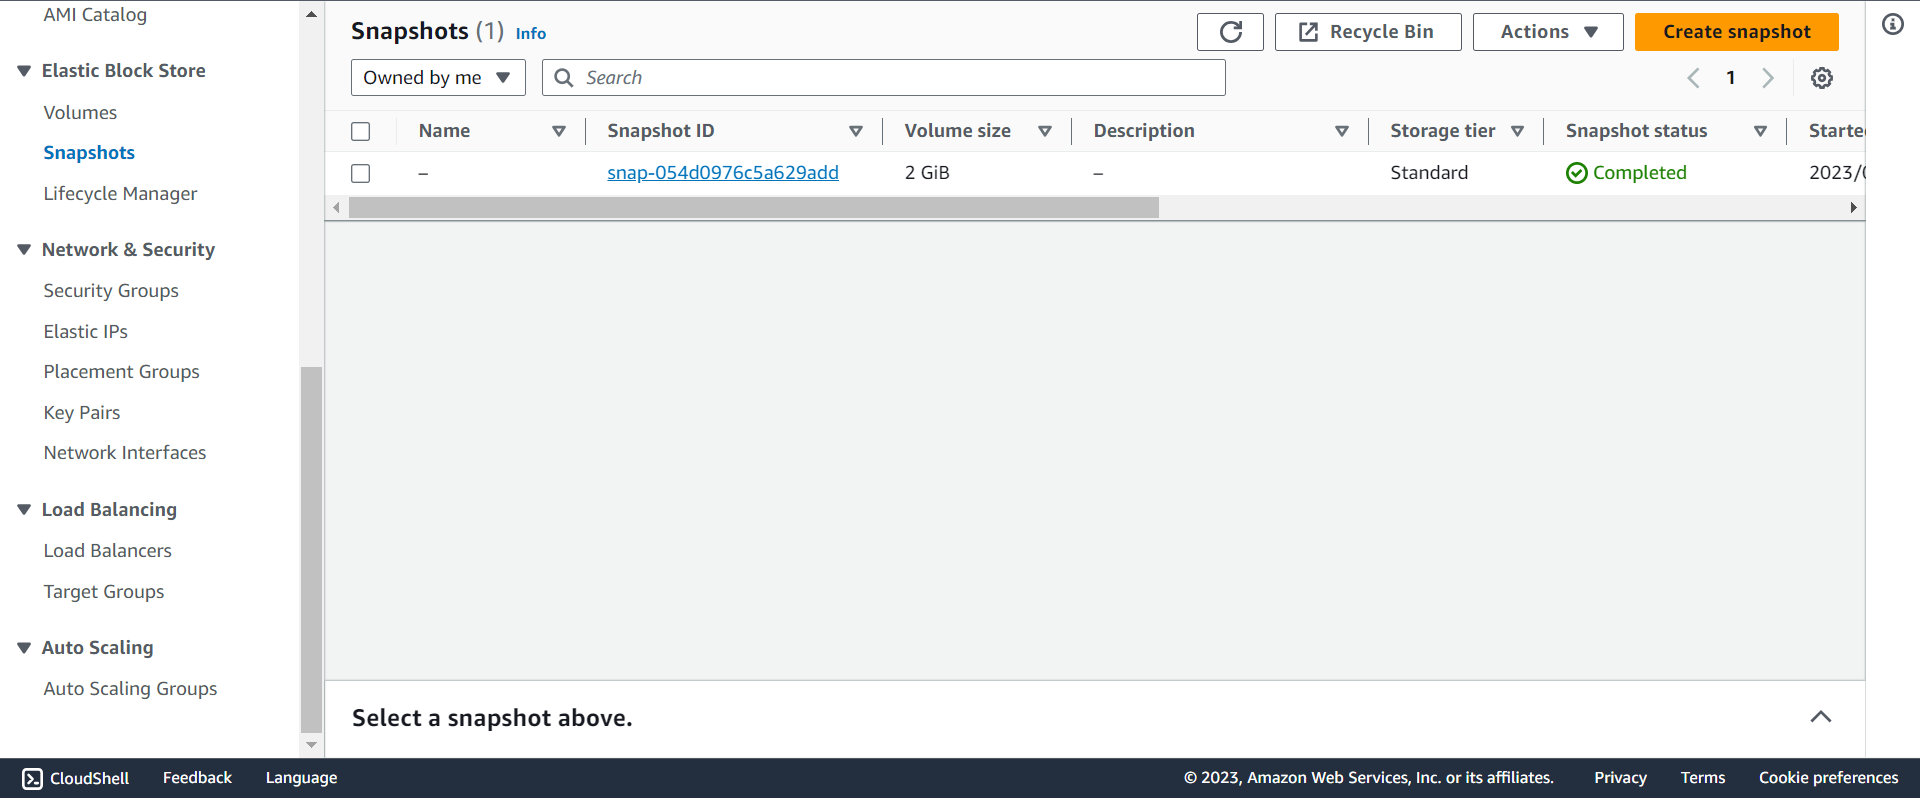 AMI Catalog
Elastic Block Store
Volumes
Snapshots
Lifecycle Manager
Network & Security
Security Groups
Elastic IPs
Placement Groups
Key Pairs
Network Interfaces
Load Balancing
Load Balancers
Target Groups
Auto Scaling
Auto Scaling Groups
Snapshots (1) Info
Recycle Bin
Actions
Create snapshot
Owned by me
Search
1
Name Snapshot ID Volume size Description Storage tier Snapshot status Starte
– snap-054d0976c5a629add 2 GiB – Standard Completed 2023/0
Select a snapshot above.
CloudShell Feedback Language © 2023, Amazon Web Services, Inc. or its affiliates. Privacy Terms Cookie preferences